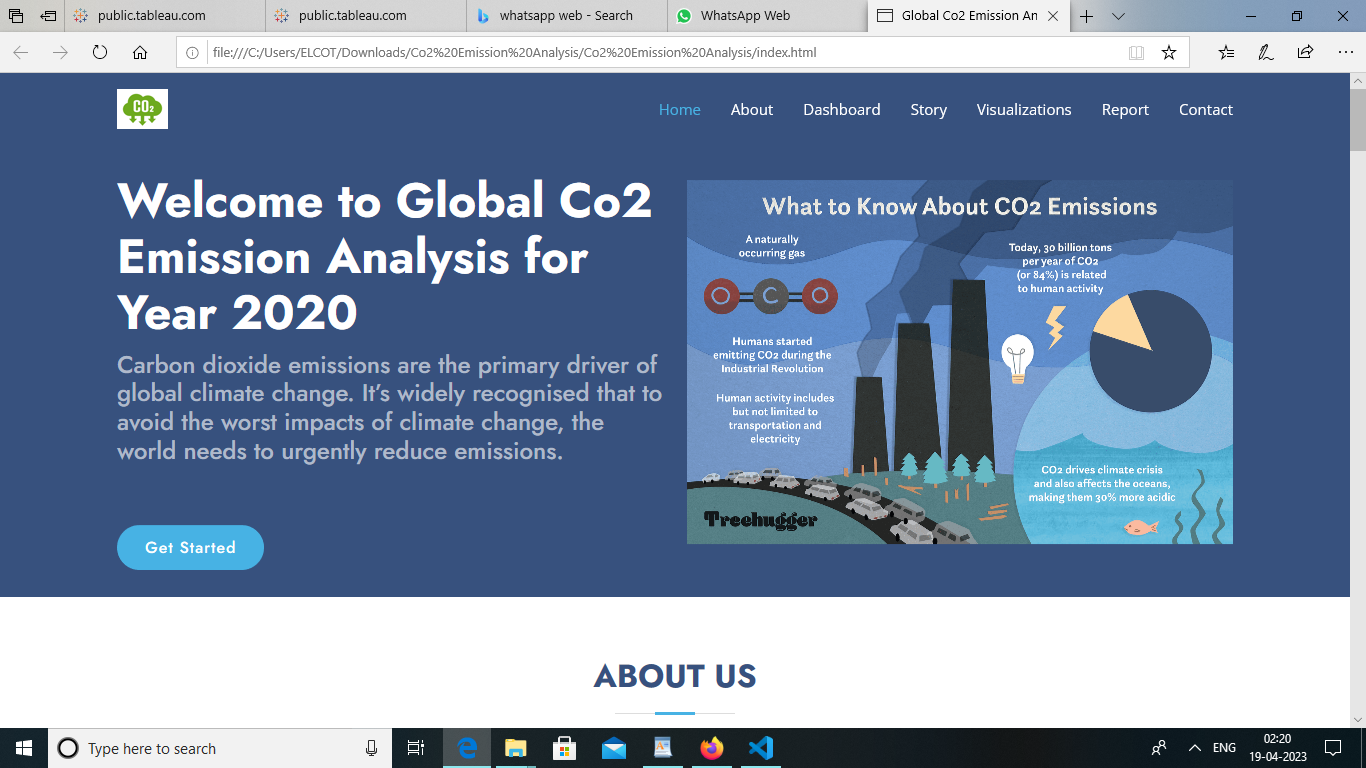 public.tableau.com
public.tableau.com
whatsapp web - Search
WhatsApp Web
Global Co2 Emission An
file:///C:/Users/ELCOT/Downloads/Co2%20Emission%20Analysis/Co2%20Emission%20Analysis/index.html
CO2
Home
About
Dashboard
Story
Visualizations
Report
Contact
Welcome to Global Co2
Emission Analysis for
Year 2020
Carbon dioxide emissions are the primary driver of
global climate change. It’s widely recognised that to
avoid the worst impacts of climate change, the
world needs to urgently reduce emissions.
Get Started
What to Know About CO2 Emissions
A naturally
occurring gas
O C O
Humans started
emitting CO2 during the
Industrial Revolution
Human activity includes
but not limited to
transportation and
electricity
Today, 30 billion tons
per year of CO2
(or 84%) is related
to human activity
CO2 drives climate crisis
and also affects the oceans,
making them 30% more acidic
Treehugger
ABOUT US
Type here to search
ENG
02:20
19-04-2023